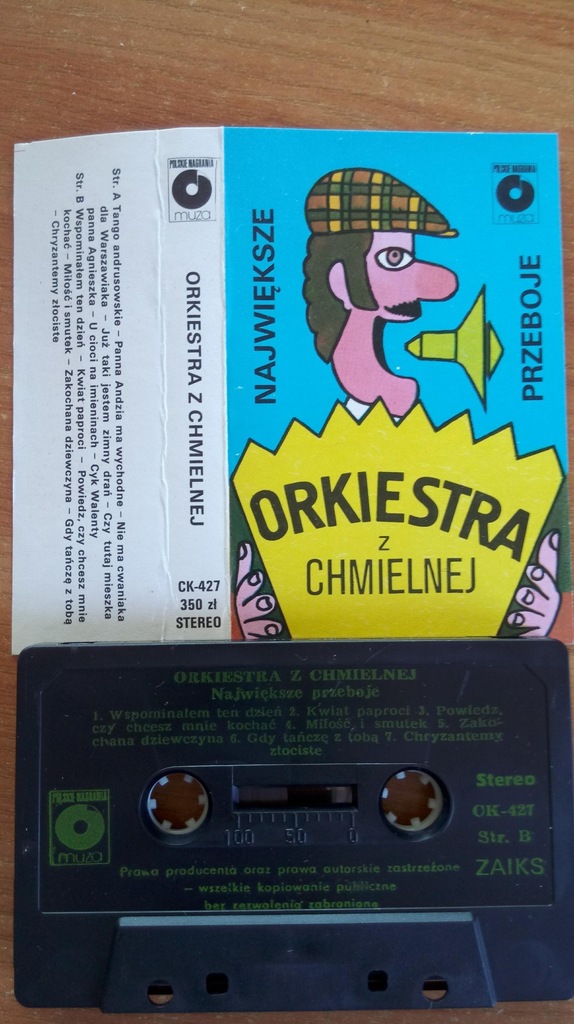 Str. A Tango andrusowskie – Panna Andzia ma wychodne – Nie ma cwaniaka
dla Warszawiaka – Już taki jestem zimny drań – Czy tutaj mieszka
panna Agnieszka – U cioci na imieninach – Cyk Walenty
Str. B Wspominałem ten dzień – Kwiat paproci – Powiedz, czy chcesz mnie
kochać – Miłość i smutek – Zakochana dziewczyna – Gdy tańczę z tobą
– Chryzantemy złociste
POLSKIE NAGRANIA
muza
ORKIESTRA Z CHMIELNEJ
CK-427
350 zł
STEREO
POLSKIE NAGRANIA
muza
NAJWIĘKSZE
PRZEBOJE
ORKIESTRA
Z
CHMIELNEJ
ORKIESTRA Z CHMIELNEJ
Największe przeboje
1. Wspominałem ten dzień 2. Kwiat paproci 3. Powiedz,
czy chcesz mnie kochać 4. Miłość, i smutek 5. Zako-
chana dziewczyna 6. Gdy tańczę z tobą 7. Chryzantemy
złociste
POLSKIE NAGRANIA
muza
100 50 0
Stereo
CK-427
Str. B
ZAIKS
Prawa producenta oraz prawa autorskie zastrzeżone
– wszelkie kopiowanie publiczne
bez zezwolenia zabronione